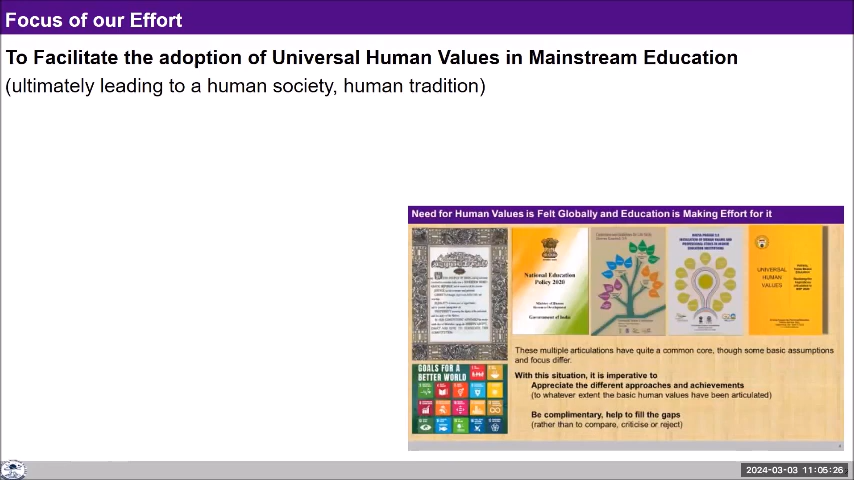 Focus of our Effort
To Facilitate the adoption of Universal Human Values in Mainstream Education
(ultimately leading to a human society, human tradition)
Need for Human Values is Felt Globally and Education is Making Effort for it
National Education
Policy 2020
Ministry of Human
Resource Development
Government of India
UNIVERSAL
HUMAN
VALUES
GOALS FOR A
BETTER WORLD
These multiple articulations have quite a common core, though some basic assumptions
and focus differ.
With this situation, it is imperative to
Appreciate the different approaches and achievements
(to whatever extent the basic human values have been articulated)
Be complimentary, help to fill the gaps
(rather than to compare, criticise or reject)
2024-03-03 11:05:26